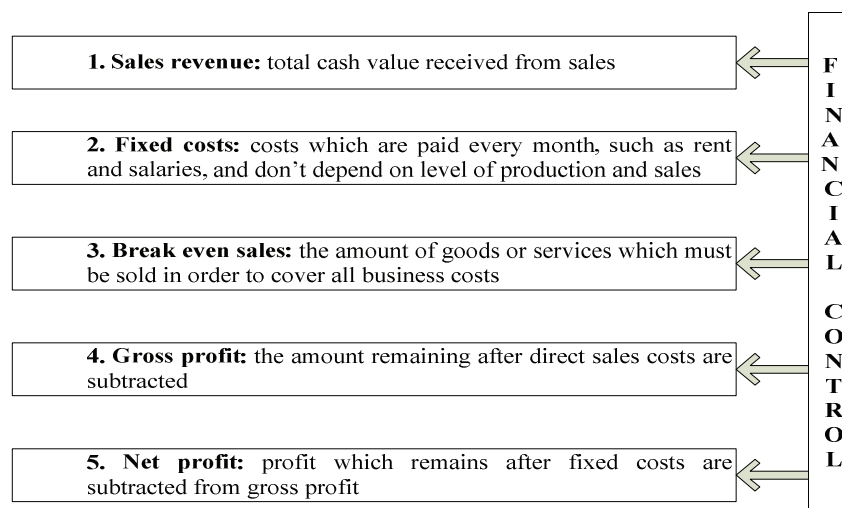 1. Sales revenue: total cash value received from sales
2. Fixed costs: costs which are paid every month, such as rent
and salaries, and don't depend on level of production and sales
3. Break even sales: the amount of goods or services which must
be sold in order to cover all business costs
4. Gross profit: the amount remaining after direct sales costs are
subtracted
5. Net profit: profit which remains after fixed costs are
subtracted from gross profit
FINANCIAL CONTROL